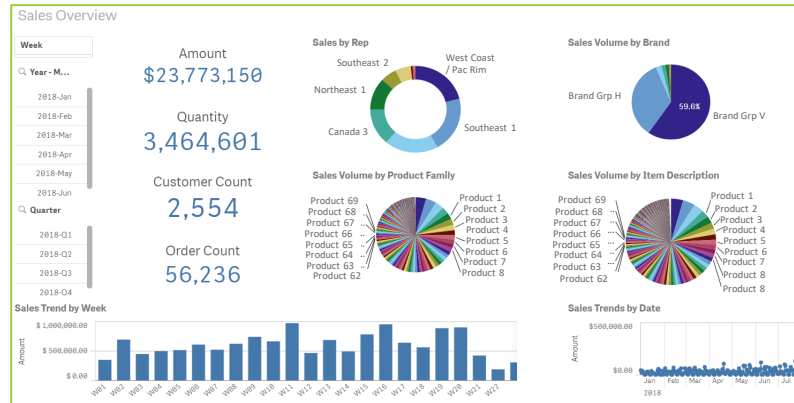 Sales Overview
Week
Year - M...
2018-Jan
2018-Feb
2018-Mar
2018-Apr
2018-May
2018-Jun
Quarter
2018-Q1
2018-Q2
2018-Q3
2018-Q4
Amount
$23,773,150
Quantity
3,464,601
Customer Count
2,554
Order Count
56,236
Sales by Rep
West Coast
/ Pac Rim
Southeast 2
Northeast 1
Canada 3
Southeast 1
Sales Volume by Brand
Brand Grp H
59.6%
Brand Grp V
Sales Volume by Product Family
Product 69
Product 68 ...
Product 67 ...
Product 66 ...
Product 65 ...
Product 64 ...
Product 63 ...
Product 62
Product 1
Product 2
Product 3
Product 4
Product 5
Product 6
Product 7
Product 8
Sales Volume by Item Description
Product 69
Product 68 ...
Product 67 ...
Product 66 ...
Product 65 ...
Product 64 ...
Product 63 ...
Product 62
Product 1
Product 2
Product 3
Product 4
Product 5
Product 6
Product 7
Product 8
Product 8
Sales Trend by Week
Amount
$ 1,000,000.00
$ 500,000.00
$ 0.00
W01 W02 W03 W04 W05 W06 W07 W08 W09 W10 W11 W12 W13 W14 W15 W16 W17 W18 W19 W20 W21 W22
Sales Trends by Date
Amount
$500,000.00
$0.00
Jan Feb Mar Apr May Jun Jul
2018